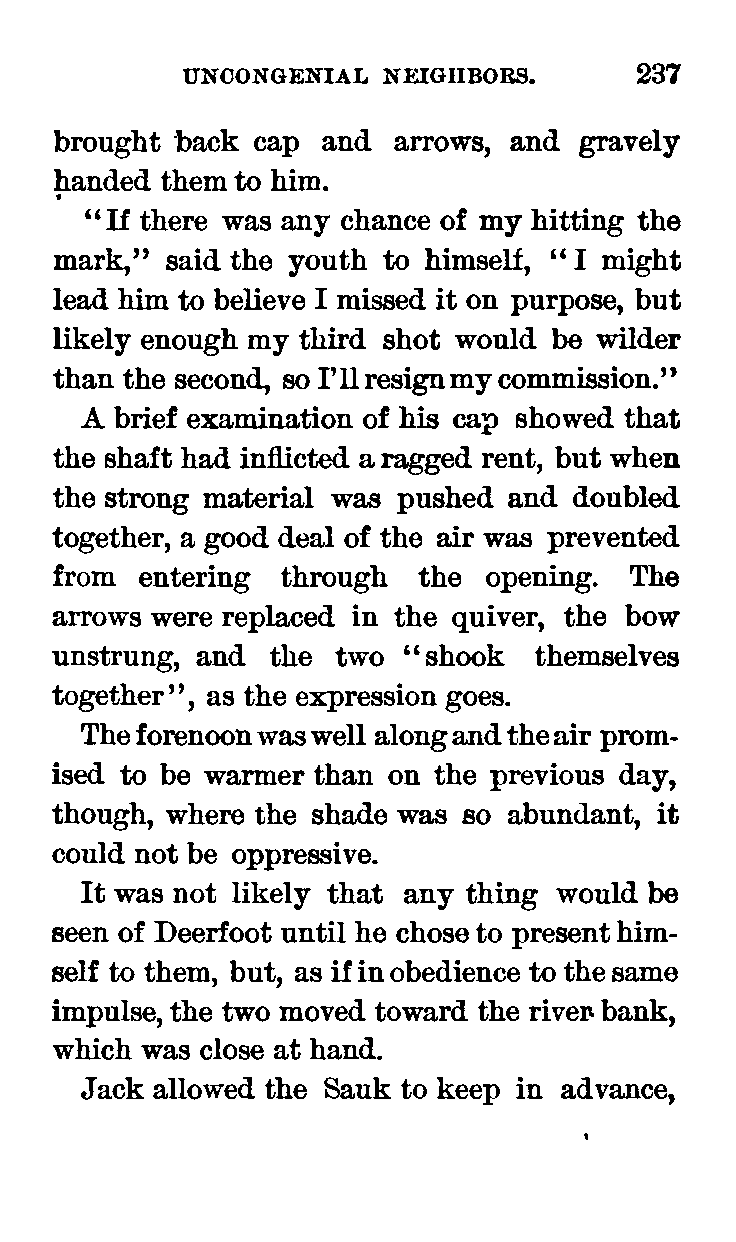 UNCONGENIAL NEIGHBORS. 237
brought back cap and arrows, and gravely
handed them to him.
“If there was any chance of my hitting the
mark,” said the youth to himself, “I might
lead him to believe I missed it on purpose, but
likely enough my third shot would be wilder
than the second, so I’ll resign my commission.”
A brief examination of his cap showed that
the shaft had inflicted a ragged rent, but when
the strong material was pushed and doubled
together, a good deal of the air was prevented
from entering through the opening. The
arrows were replaced in the quiver, the bow
unstrung, and the two “shook themselves
together”, as the expression goes.
The forenoon was well along and the air prom-
ised to be warmer than on the previous day,
though, where the shade was so abundant, it
could not be oppressive.
It was not likely that any thing would be
seen of Deerfoot until he chose to present him-
self to them, but, as if in obedience to the same
impulse, the two moved toward the river bank,
which was close at hand.
Jack allowed the Sauk to keep in advance,